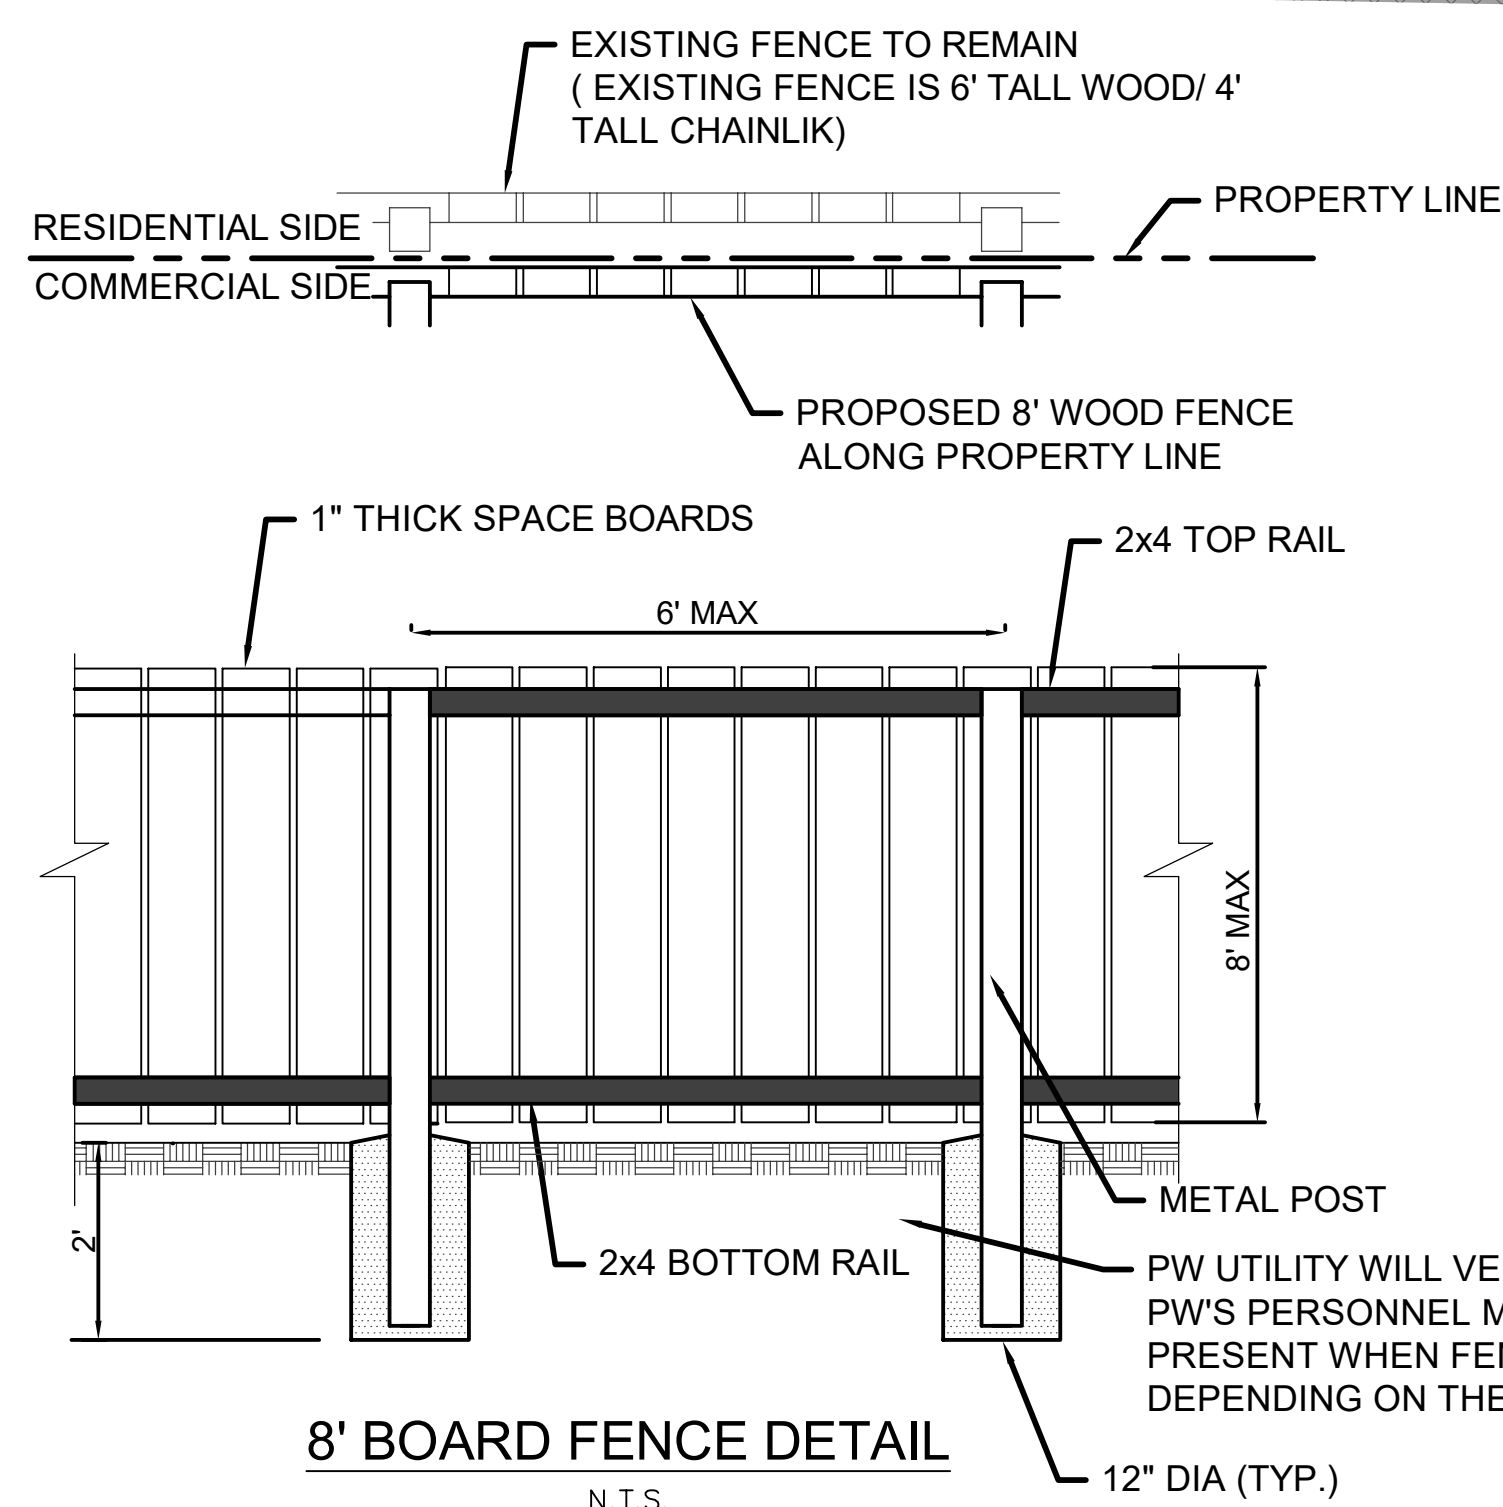 EXISTING FENCE TO REMAIN
( EXISTING FENCE IS 6' TALL WOOD/ 4'
TALL CHAINLIK)
PROPERTY LINE
RESIDENTIAL SIDE
COMMERCIAL SIDE
PROPOSED 8' WOOD FENCE
ALONG PROPERTY LINE
1" THICK SPACE BOARDS
2x4 TOP RAIL
6' MAX
8' MAX
METAL POST
2'
2x4 BOTTOM RAIL
PW UTILITY WILL
PW'S PERSONNEL
PRESENT WHEN
DEPENDING ON THE
8' BOARD FENCE DETAIL
N.T.S.
12" DIA (TYP.)